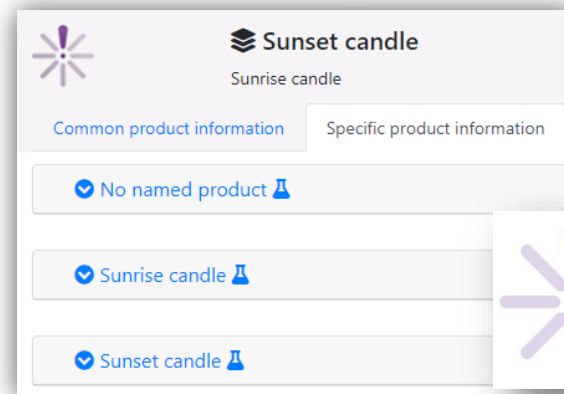 Sunset candle
Sunrise candle
Common product information Specific product information
No named product
Sunrise candle
Sunset candle